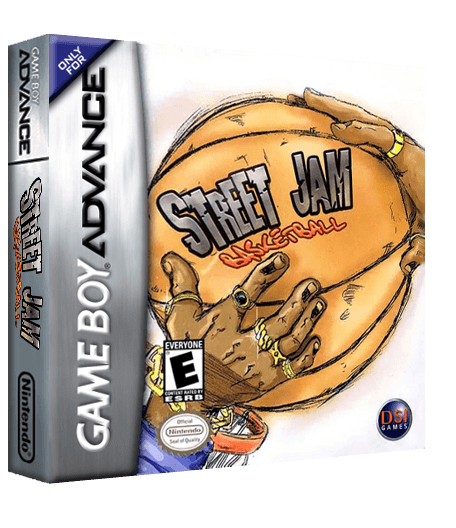 GAME BOY
ADVANCE
STREET JAM
BASKETBALL
Nintendo
ONLY
FOR
GAME BOY ADVANCE
STREET JAM
BASKETBALL
EVERYONE
E
CONTENT RATED BY
ESRB
Official
Nintendo
Seal of Quality
DSI
GAMES